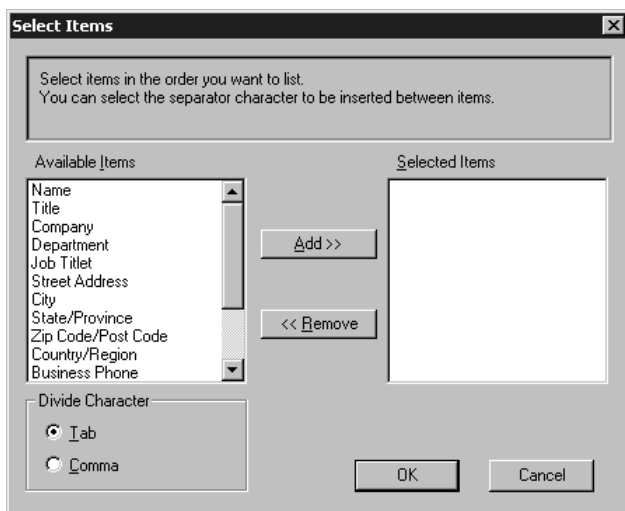 Select Items
Select items in the order you want to list.
You can select the separator character to be inserted between items.
Available Items
Selected Items
Name
Title
Company
Department
Job Titlet
Street Address
City
State/Province
Zip Code/Post Code
Country/Region
Business Phone
Add >>
<< Remove
Divide Character
Tab
Comma
OK
Cancel